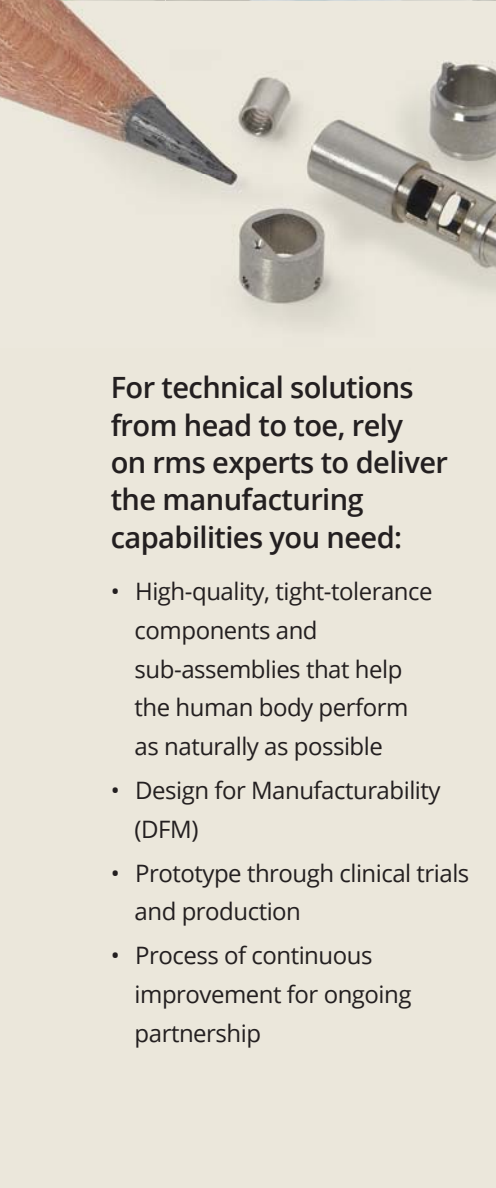 For technical solutions
from head to toe, rely
on rms experts to deliver
the manufacturing
capabilities you need:
• High-quality, tight-tolerance
components and
sub-assemblies that help
the human body perform
as naturally as possible
• Design for Manufacturability
(DFM)
• Prototype through clinical trials
and production
• Process of continuous
improvement for ongoing
partnership